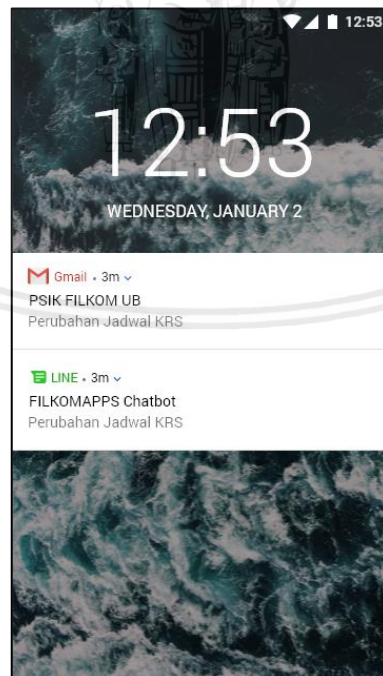 12:53
12:53
WEDNESDAY, JANUARY 2
Gmail • 3m
PSIK FILKOM UB
Perubahan Jadwal KRS
LINE • 3m
FILKOMAPPS Chatbot
Perubahan Jadwal KRS